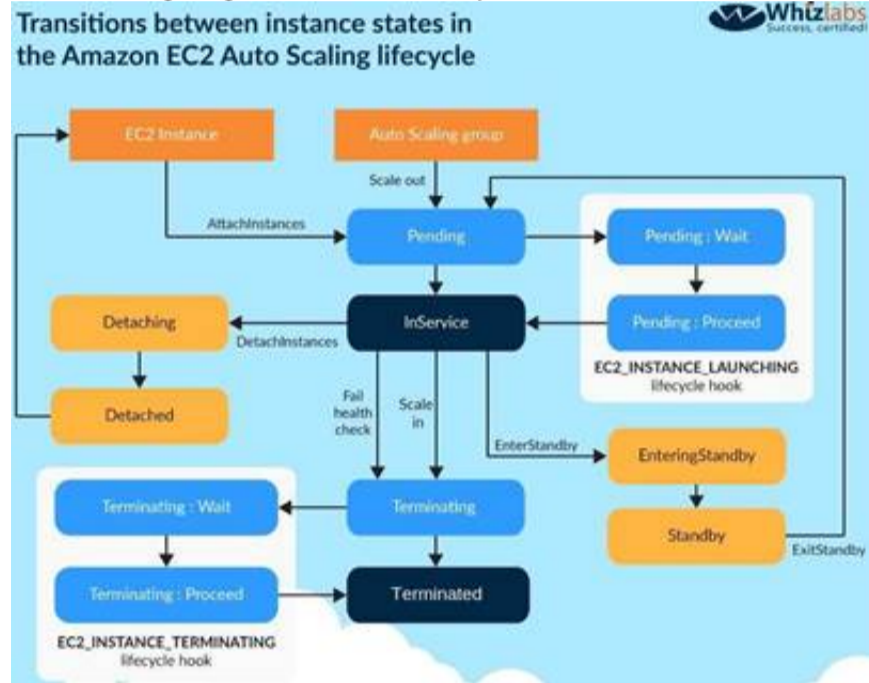 Transitions between instance states in
the Amazon EC2 Auto Scaling lifecycle
Whizlabs
Success, certified!
EC2 Instance
Auto Scaling group
Scale out
AttachInstances
Pending
Pending : Wait
Detaching
InService
Pending : Proceed
DetachInstances
EC2_INSTANCE_LAUNCHING
lifecycle hook
Detached
Fail
health
check
Scale
in
EnterStandby
EnteringStandby
Terminating : Wait
Terminating
Standby
ExitStandby
Terminating : Proceed
Terminated
EC2_INSTANCE_TERMINATING
lifecycle hook